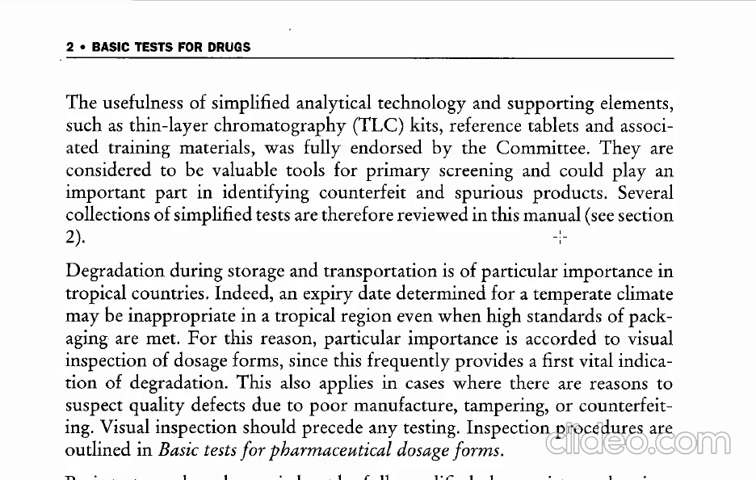 2 • BASIC TESTS FOR DRUGS
The usefulness of simplified analytical technology and supporting elements,
such as thin-layer chromatography (TLC) kits, reference tablets and associ-
ated training materials, was fully endorsed by the Committee. They are
considered to be valuable tools for primary screening and could play an
important part in identifying counterfeit and spurious products. Several
collections of simplified tests are therefore reviewed in this manual (see section
2).
Degradation during storage and transportation is of particular importance in
tropical countries. Indeed, an expiry date determined for a temperate climate
may be inappropriate in a tropical region even when high standards of pack-
aging are met. For this reason, particular importance is accorded to visual
inspection of dosage forms, since this frequently provides a first vital indica-
tion of degradation. This also applies in cases where there are reasons to
suspect quality defects due to poor manufacture, tampering, or counterfeit-
ing. Visual inspection should precede any testing. Inspection procedures are
outlined in Basic tests for pharmaceutical dosage forms.
clideo.com